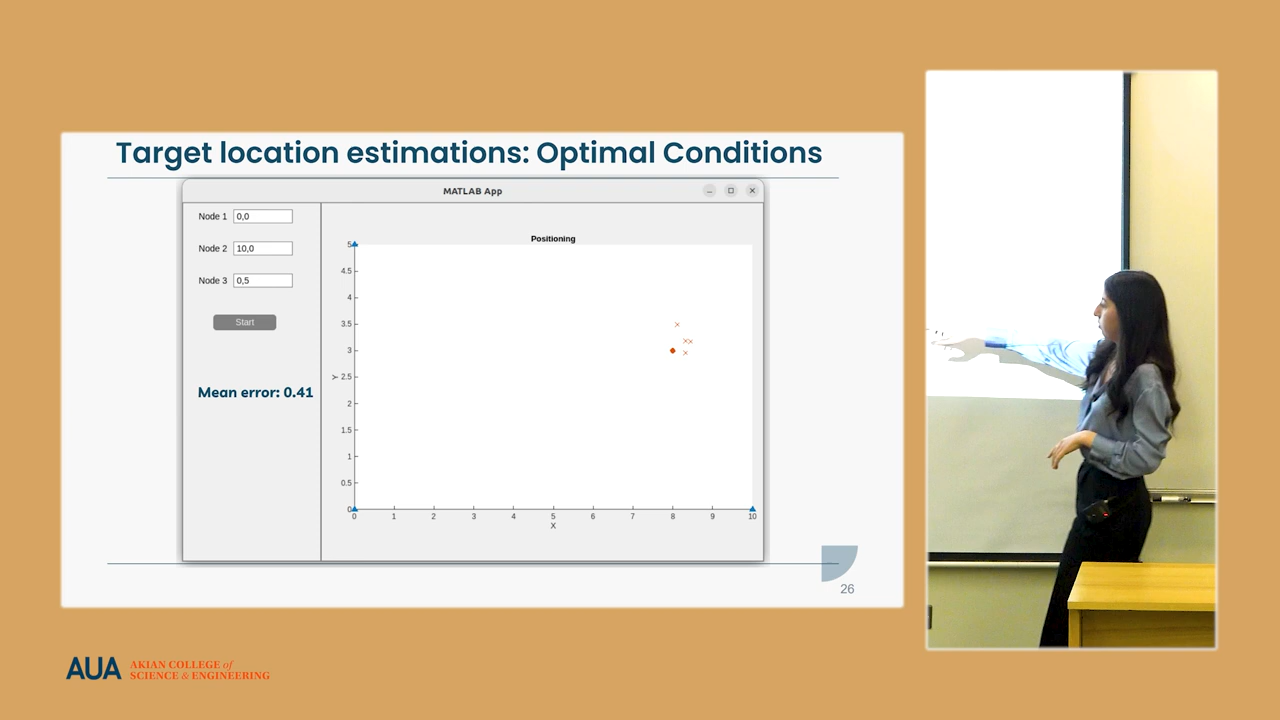 Target location estimations: Optimal Conditions
MATLAB App
Node 1 0,0
Node 2 10,0
Node 3 0,5
Start
Mean error: 0.41
Positioning
5
4.5
4
3.5
3
2.5
2
1.5
1
0.5
0
Y
0 1 2 3 4 5 6 7 8 9 10
X
26
AUA AKIAN COLLEGE of
SCIENCE & ENGINEERING